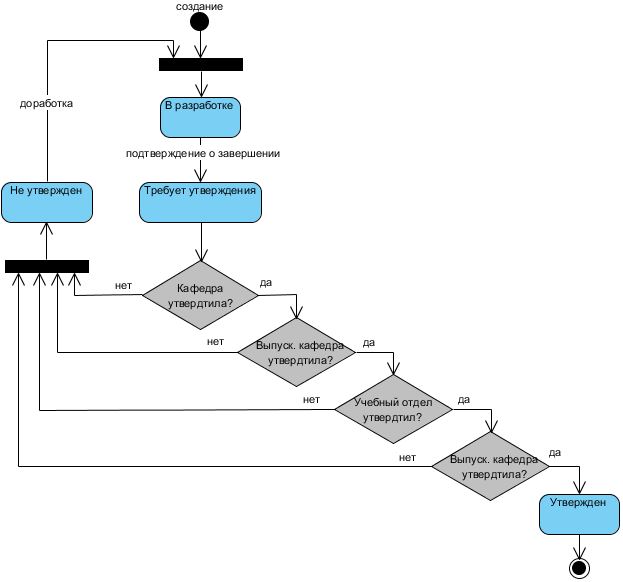 создание
В разработке
доработка
подтверждение о завершении
Не утвержден
Требует утверждения
нет
Кафедра
утвердтила?
да
нет
Выпуск. кафедра
утвердтила?
да
нет
Учебный отдел
утвердтил?
да
нет
Выпуск. кафедра
утвердтила?
да
Утвержден